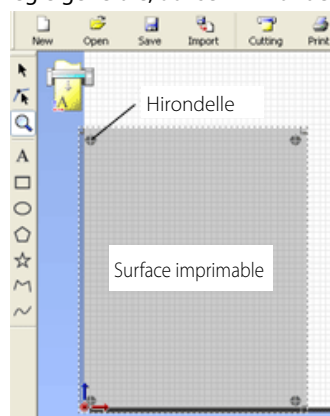 New Open Save Import Cutting Print
Hirondelle
A
A
Surface imprimable